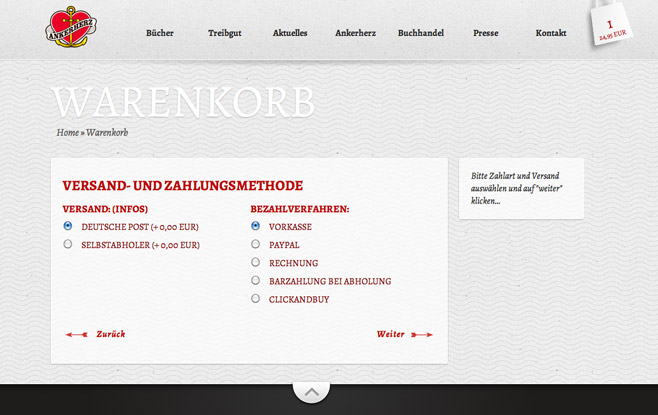 ANKERHERZ
Bücher Treibgut Aktuelles Ankerherz Buchhandel Presse Kontakt
1
24,95 EUR
WARENKORB
Home » Warenkorb
VERSAND- UND ZAHLUNGSMETHODE
VERSAND: (INFOS)
DEUTSCHE POST (+ 0,00 EUR)
SELBSTABHOLER (+ 0,00 EUR)
BEZAHLVERFAHREN:
VORKASSE
PAYPAL
RECHNUNG
BARZAHLUNG BEI ABHOLUNG
CLICKANDBUY
Zurück
Weiter
Bitte Zahlart und Versand
auswählen und auf "weiter"
klicken...